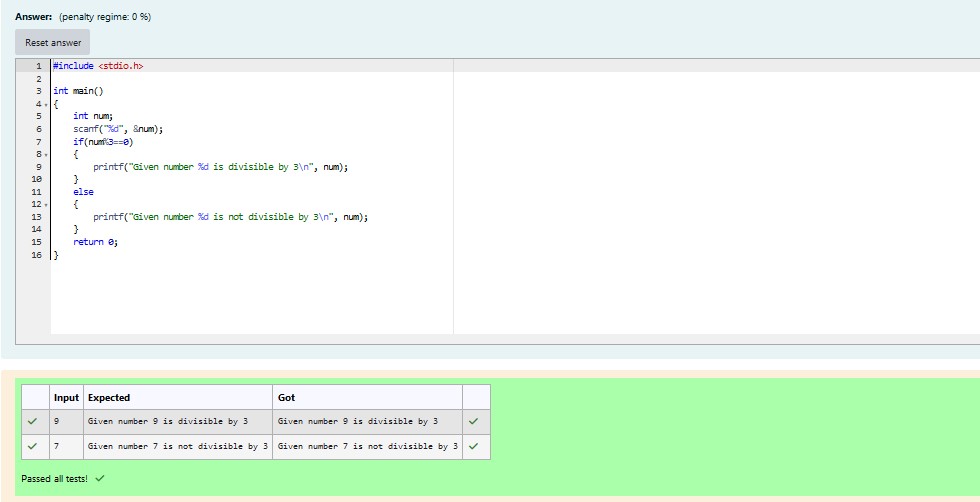 Answer: (penalty regime: 0 %)
Reset answer
1 #include <stdio.h>
2
3 int main()
4 {
5 int num;
6 scanf("%d", &num);
7 if(num%3==0)
8 {
9 printf("Given number %d is divisible by 3\n", num);
10 }
11 else
12 {
13 printf("Given number %d is not divisible by 3\n", num);
14 }
15 return 0;
16 }
Input Expected Got
9 Given number 9 is divisible by 3 Given number 9 is divisible by 3
7 Given number 7 is not divisible by 3 Given number 7 is not divisible by 3
Passed all tests!